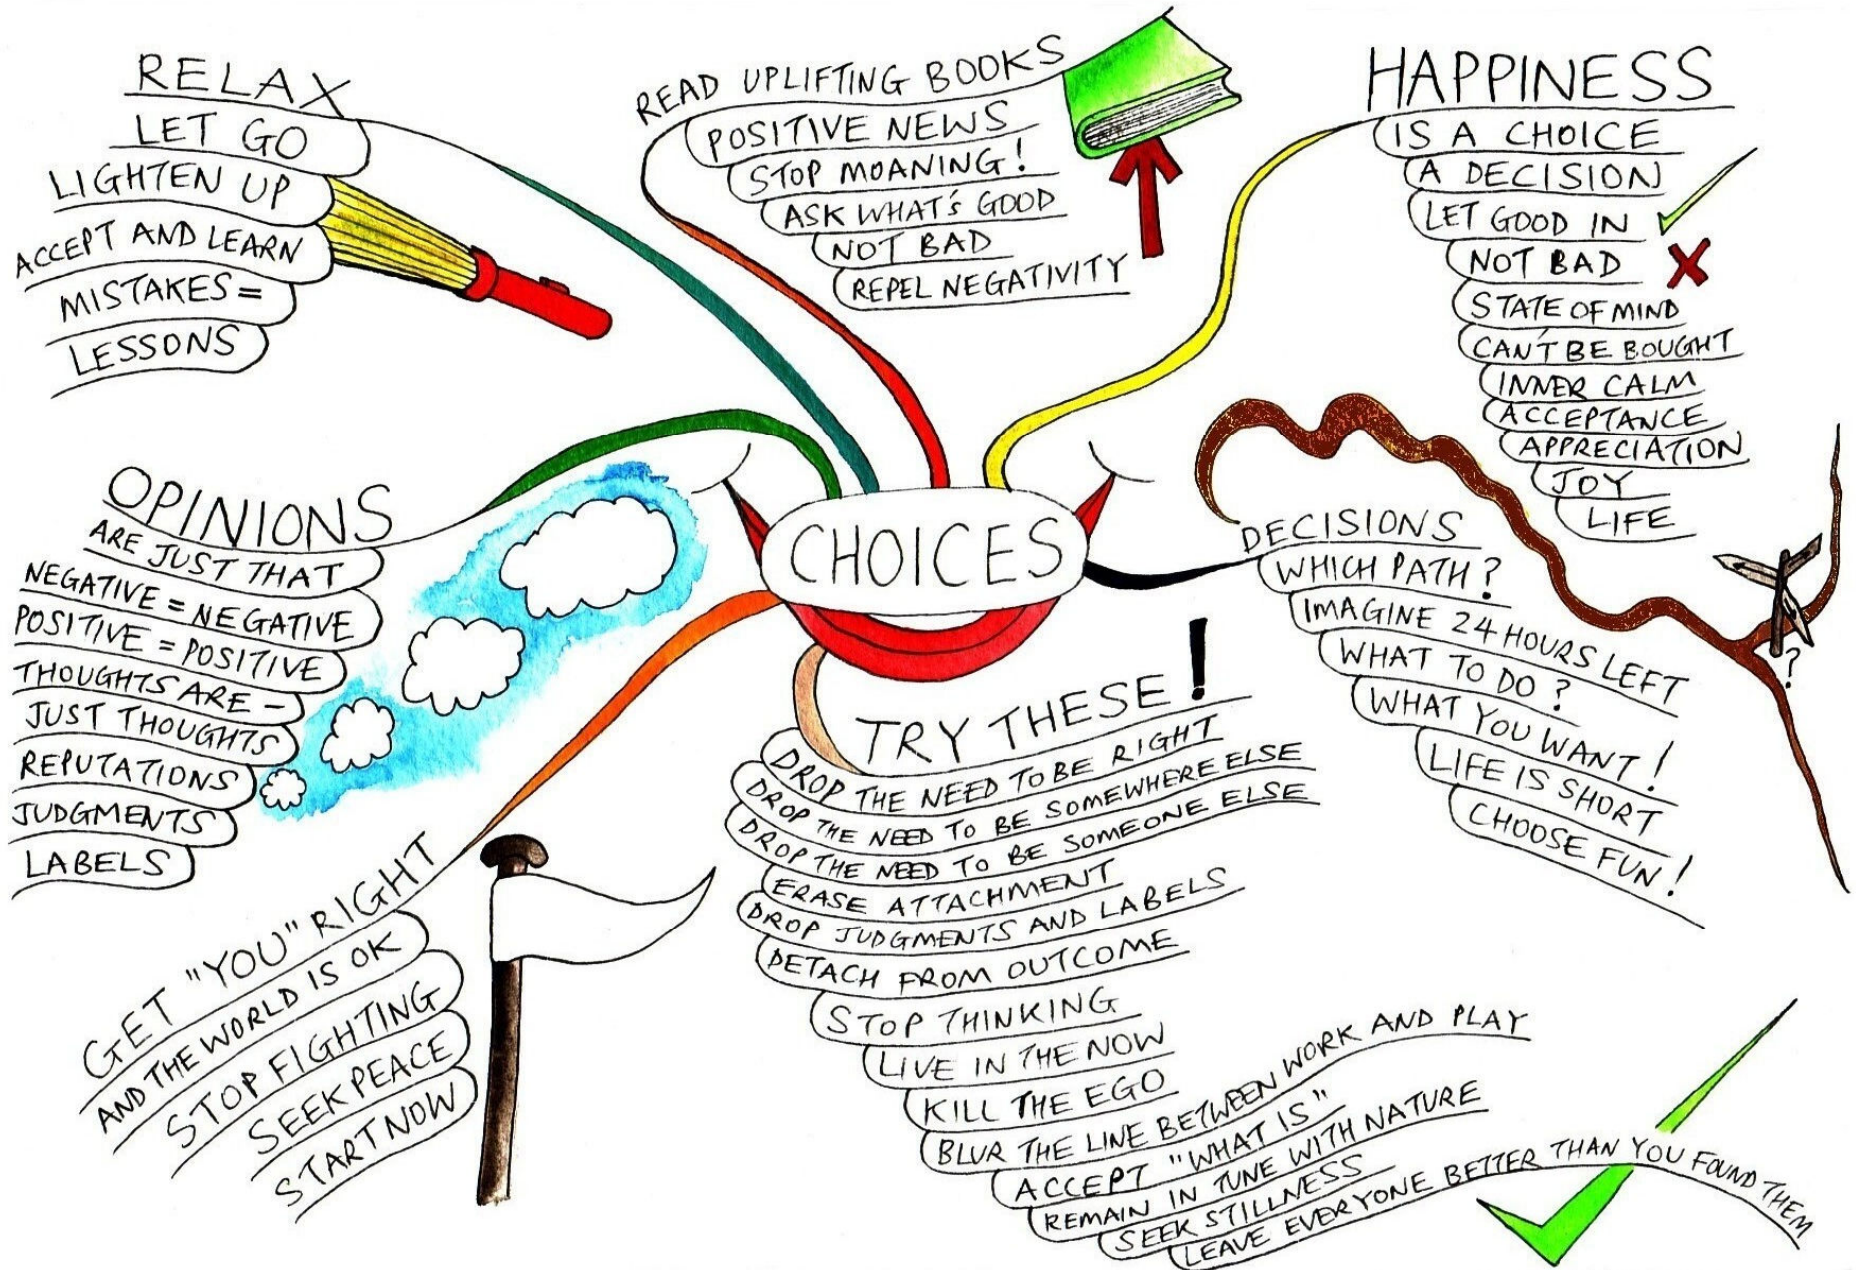 RELAX
LET GO
LIGHTEN UP
ACCEPT AND LEARN
MISTAKES =
LESSONS
READ UPLIFTING BOOKS
POSITIVE NEWS
STOP MOANING!
ASK WHAT'S GOOD
NOT BAD
REPEL NEGATIVITY
HAPPINESS
IS A CHOICE
A DECISION
LET GOOD IN
NOT BAD
STATE OF MIND
CAN'T BE BOUGHT
INNER CALM
ACCEPTANCE
APPRECIATION
JOY
LIFE
CHOICES
OPINIONS
ARE JUST THAT
NEGATIVE = NEGATIVE
POSITIVE = POSITIVE
THOUGHTS ARE -
JUST THOUGHTS
REPUTATIONS
JUDGMENTS
LABELS
DECISIONS
WHICH PATH?
IMAGINE 24 HOURS LEFT
WHAT TO DO?
WHAT YOU WANT!
LIFE IS SHORT
CHOOSE FUN!
?
GET "YOU" RIGHT
AND THE WORLD IS OK
STOP FIGHTING
SEEK PEACE
START NOW
TRY THESE!
DROP THE NEED TO BE RIGHT
DROP THE NEED TO BE SOMEWHERE ELSE
DROP THE NEED TO BE SOMEONE ELSE
ERASE ATTACHMENT
DROP JUDGMENTS AND LABELS
DETACH FROM OUTCOME
STOP THINKING
LIVE IN THE NOW
KILL THE EGO
BLUR THE LINE BETWEEN WORK AND PLAY
ACCEPT "WHAT IS"
REMAIN IN TUNE WITH NATURE
SEEK STILLNESS
LEAVE EVERYONE BETTER THAN YOU FOUND THEM